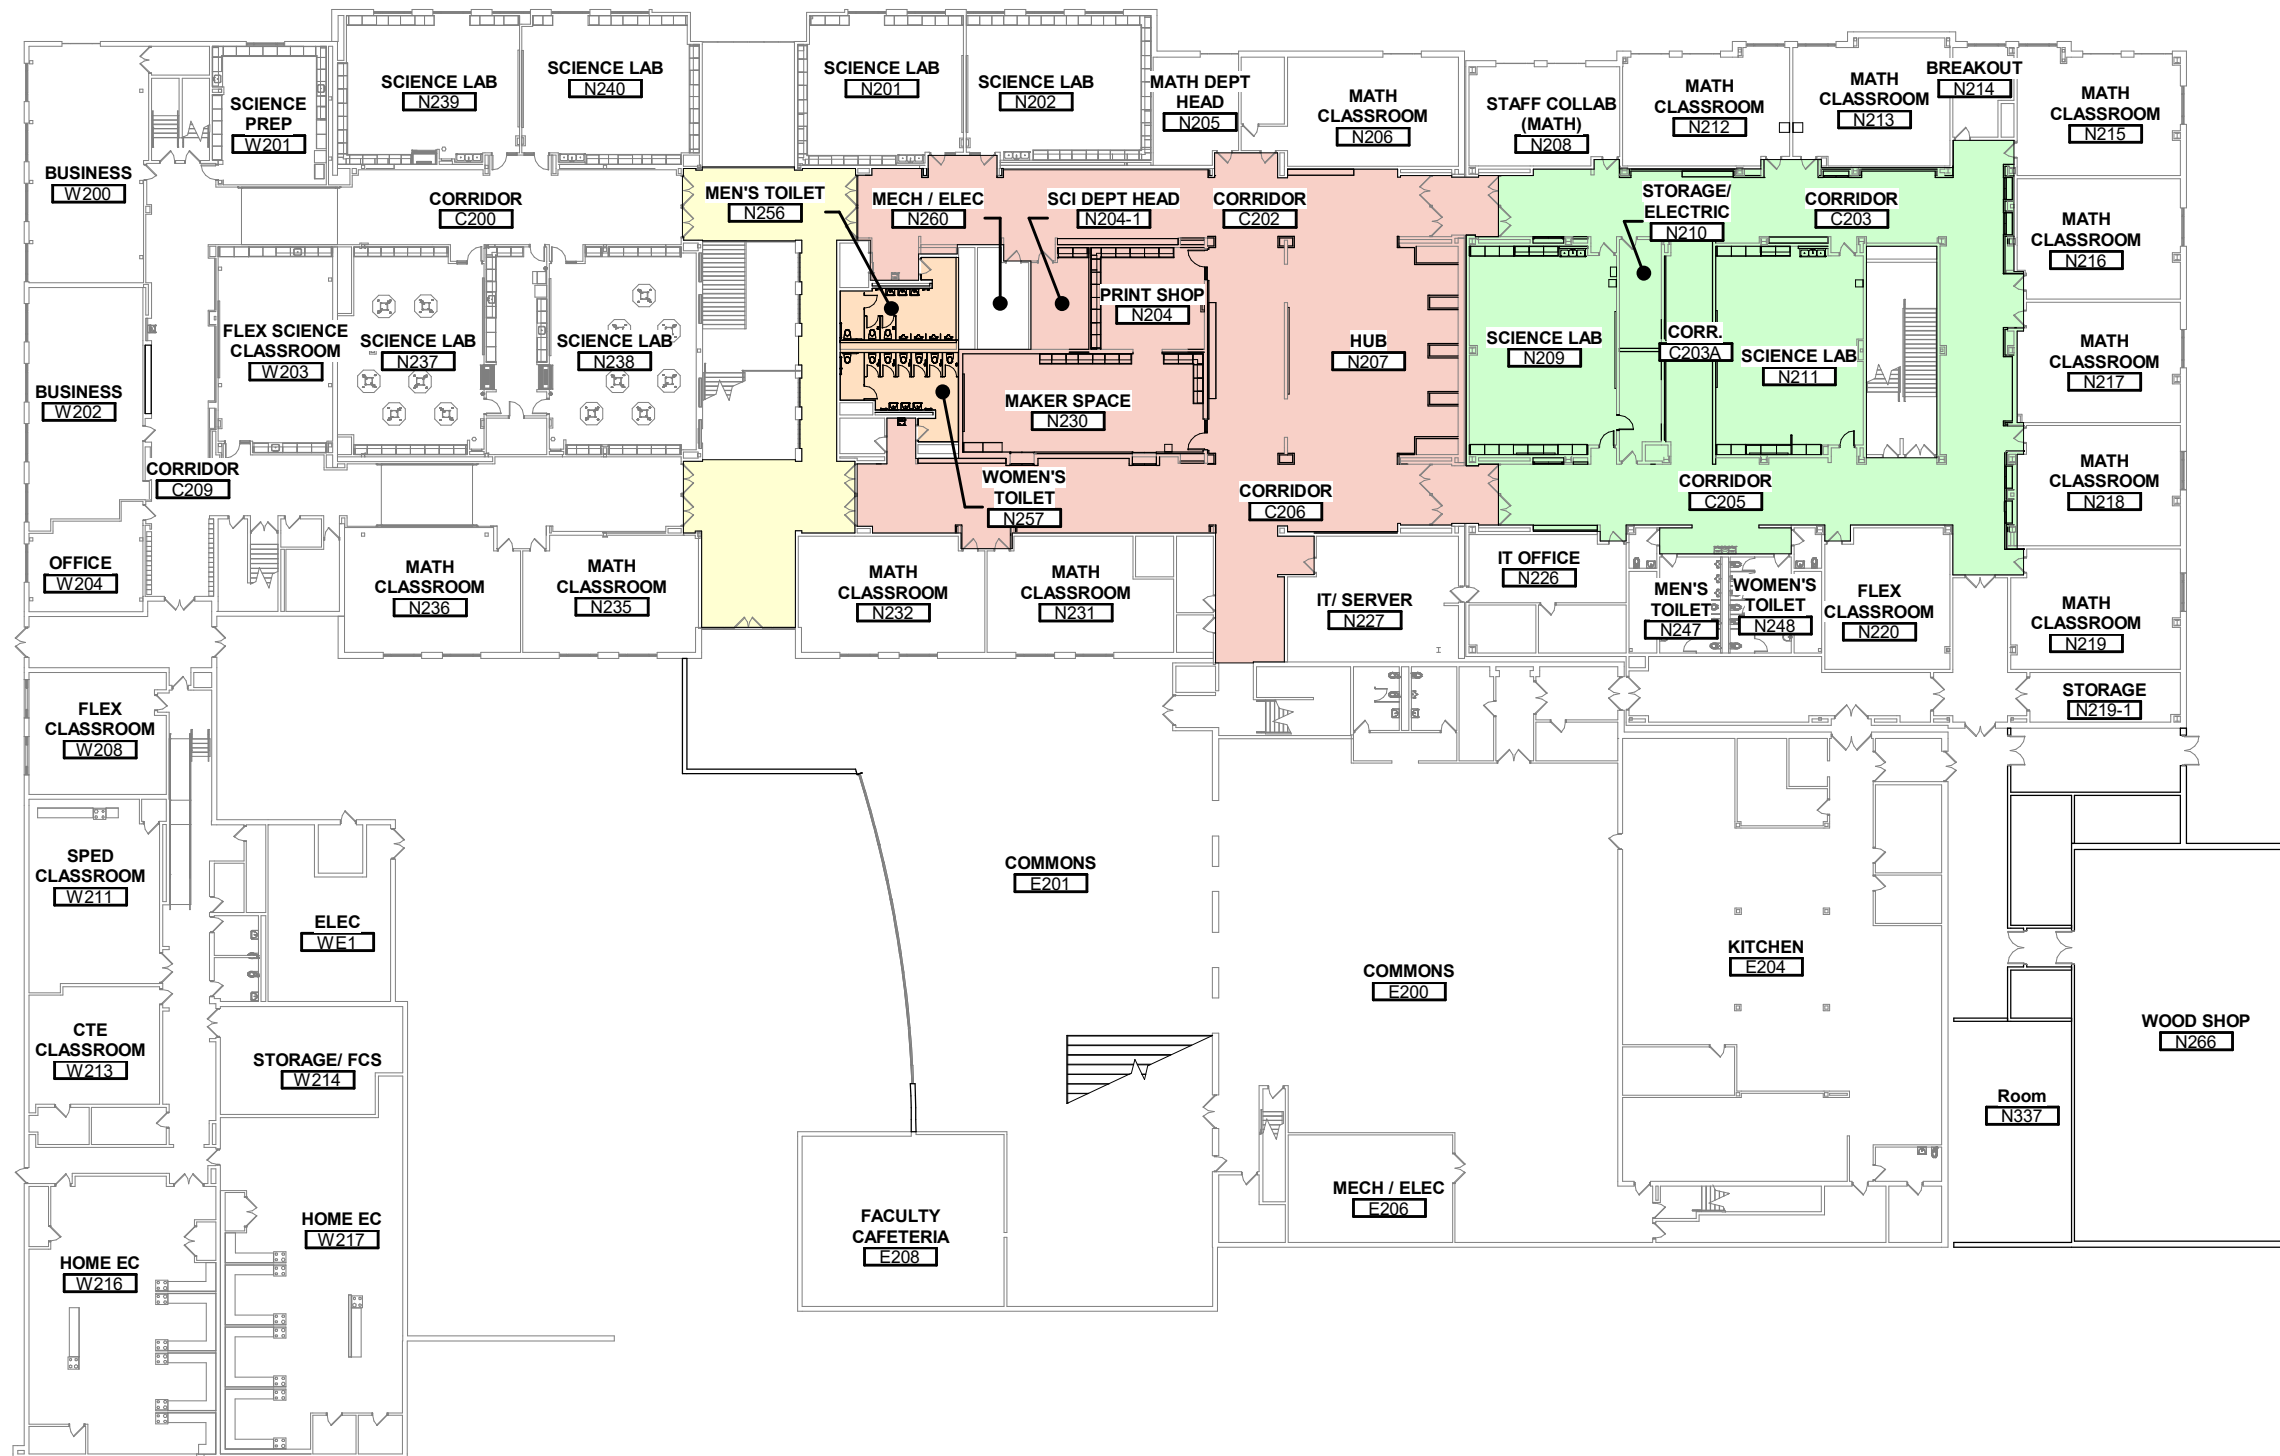 SCIENCE LAB
N239
SCIENCE LAB
N240
SCIENCE LAB
N201
SCIENCE LAB
N202
MATH DEPT
HEAD
N205
MATH
CLASSROOM
N206
STAFF COLLAB
(MATH)
N208
MATH
CLASSROOM
N212
MATH
CLASSROOM
N213
BREAKOUT
N214
MATH
CLASSROOM
N215
SCIENCE
PREP
W201
BUSINESS
W200
CORRIDOR
C200
MEN'S TOILET
N256
MECH / ELEC
N260
SCI DEPT HEAD
N204-1
CORRIDOR
C202
STORAGE/
ELECTRIC
N210
CORRIDOR
C203
MATH
CLASSROOM
N216
FLEX SCIENCE
CLASSROOM
W203
SCIENCE LAB
N237
SCIENCE LAB
N238
PRINT SHOP
N204
HUB
N207
SCIENCE LAB
N209
CORR.
C203A
SCIENCE LAB
N211
MATH
CLASSROOM
N217
BUSINESS
W202
MAKER SPACE
N230
CORRIDOR
C209
WOMEN'S
TOILET
N257
CORRIDOR
C206
CORRIDOR
C205
MATH
CLASSROOM
N218
OFFICE
W204
MATH
CLASSROOM
N236
MATH
CLASSROOM
N235
MATH
CLASSROOM
N232
MATH
CLASSROOM
N231
IT/ SERVER
N227
IT OFFICE
N226
MEN'S
TOILET
N247
WOMEN'S
TOILET
N248
FLEX
CLASSROOM
N220
MATH
CLASSROOM
N219
STORAGE
N219-1
FLEX
CLASSROOM
W208
SPED
CLASSROOM
W211
ELEC
WE1
COMMONS
E201
COMMONS
E200
KITCHEN
E204
CTE
CLASSROOM
W213
STORAGE/ FCS
W214
WOOD SHOP
N266
Room
N337
HOME EC
W216
HOME EC
W217
FACULTY
CAFETERIA
E208
MECH / ELEC
E206